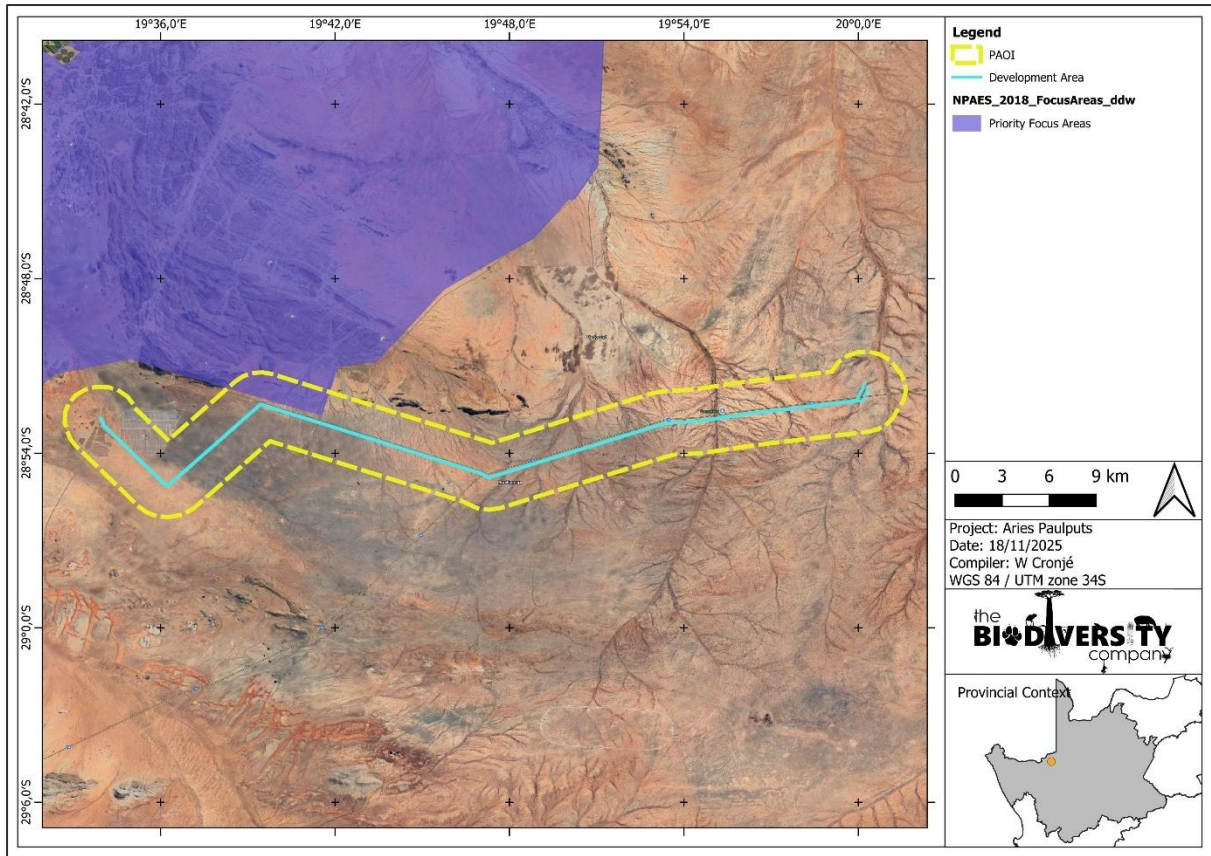 19°36,0'E 19°42,0'E 19°48,0'E 19°54,0'E 20°0,0'E
28°42,0'S
28°48,0'S
28°54,0'S
29°0,0'S
29°6,0'S
Legend
PAOI
Development Area
NPAES_2018_FocusAreas_ddw
Priority Focus Areas
0 3 6 9 km
Project: Aries Paulputs
Date: 18/11/2025
Compiler: W Cronjé
WGS 84 / UTM zone 34S
the
BIODIVERSITY
company
Provincial Context